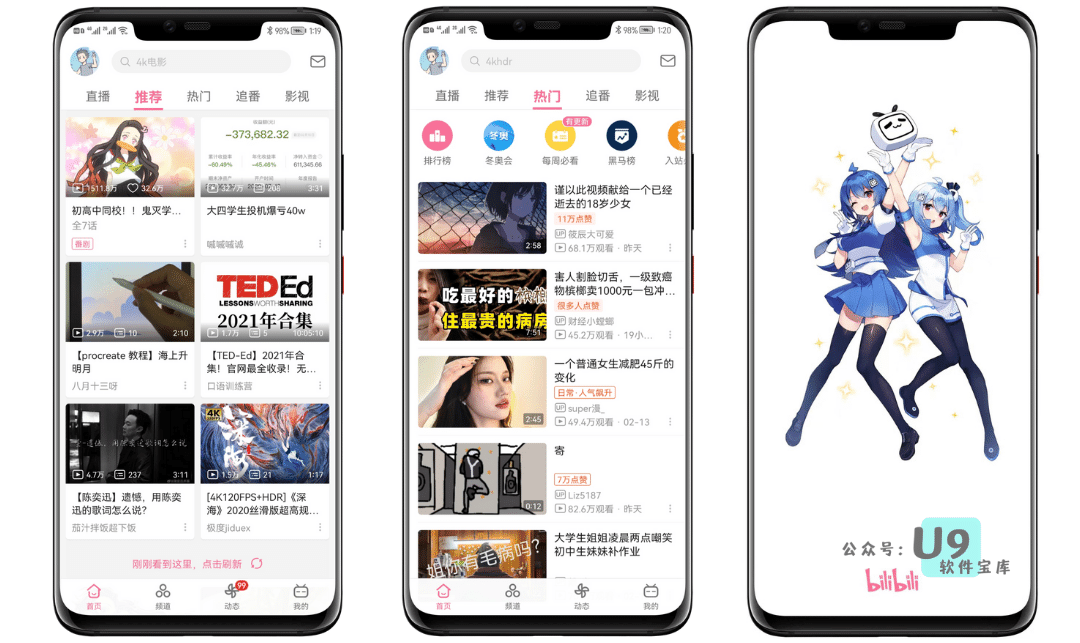 98% 1:19
4k电影
直播 推荐 热门 追番 影视
1511.8万 32.6万
初高中同校！！鬼灭学...
全7话
番剧
-373,682.32
-60.49% -45.45% 611,345.66
32.7万 208 3:31
大四学生投机爆亏40w
喊喊喊诚
2.9万 10 2:10
【procreate 教程】海上升
明月
八月十三呀
TEDEd
LESSONS WORTH SHARING
2021年合集
1.7万 5 10:05:10
【TED-Ed】2021年合
集！官网最全收录！无...
口语训练营
4.7万 237 3:11
【陈奕迅】遗憾，用陈奕
迅的歌词怎么说？
茄汁拌饭超下饭
4K
深海
1.5万 21 1:17
[4K120FPS+HDR]《深
海》2020丝滑版超高规...
极度jiduex
刚刚看到这里，点击刷新
99
首页 频道 动态 我的
98% 1:20
4khdr
直播 推荐 热门 追番 影视
有更新
冬奥
排行榜 冬奥会 每周必看 黑马榜 入站
2:58
谨以此视频献给一个已经
逝去的18岁少女
11万点赞
UP 筱辰大可爱
68.1万观看 · 昨天
吃最好的槟榔
住最贵的病房
7:51
害人割脸切舌，一级致癌
物槟榔卖1000元一包冲...
很多人点赞
UP 财经小螳螂
45.2万观看 · 19小...
2:45
一个普通女生减肥45斤的
变化
日常·人气飙升
UP super漫_
49.4万观看 · 02-13
0:12
寄
7万点赞
UP Liz5187
82.6万观看 · 昨天
姐你有毛病吗？
大学生姐姐凌晨两点嘲笑
初中生妹妹补作业
首页 频道 动态 我的
公众号：U9
软件宝库
bilibili